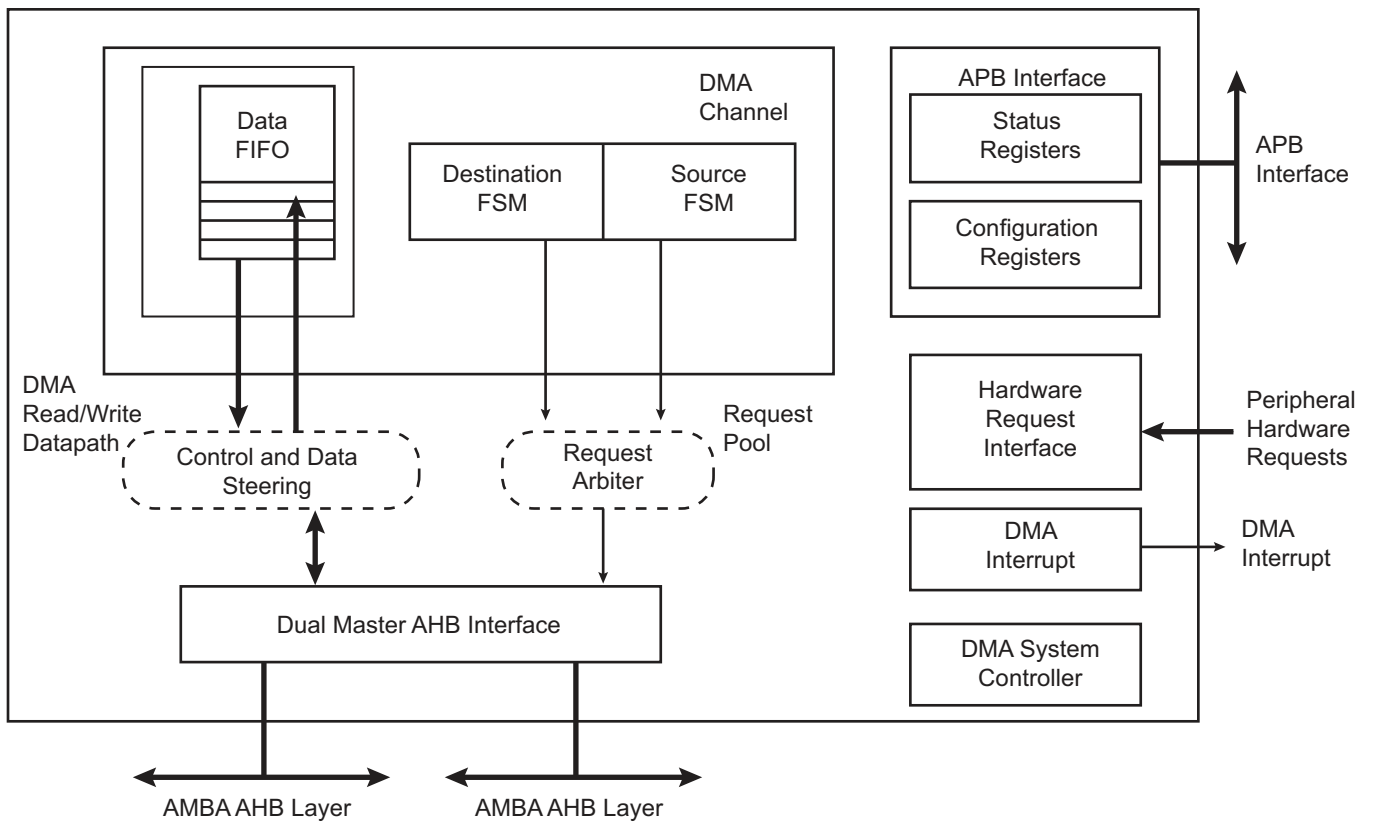 Data
FIFO
DMA
Channel
Destination
FSM
Source
FSM
APB Interface
Status
Registers
Configuration
Registers
APB
Interface
DMA
Read/Write
Datapath
Control and Data
Steering
Request
Arbiter
Request
Pool
Hardware
Request
Interface
Peripheral
Hardware
Requests
DMA
Interrupt
DMA
Interrupt
Dual Master AHB Interface
DMA System
Controller
AMBA AHB Layer
AMBA AHB Layer